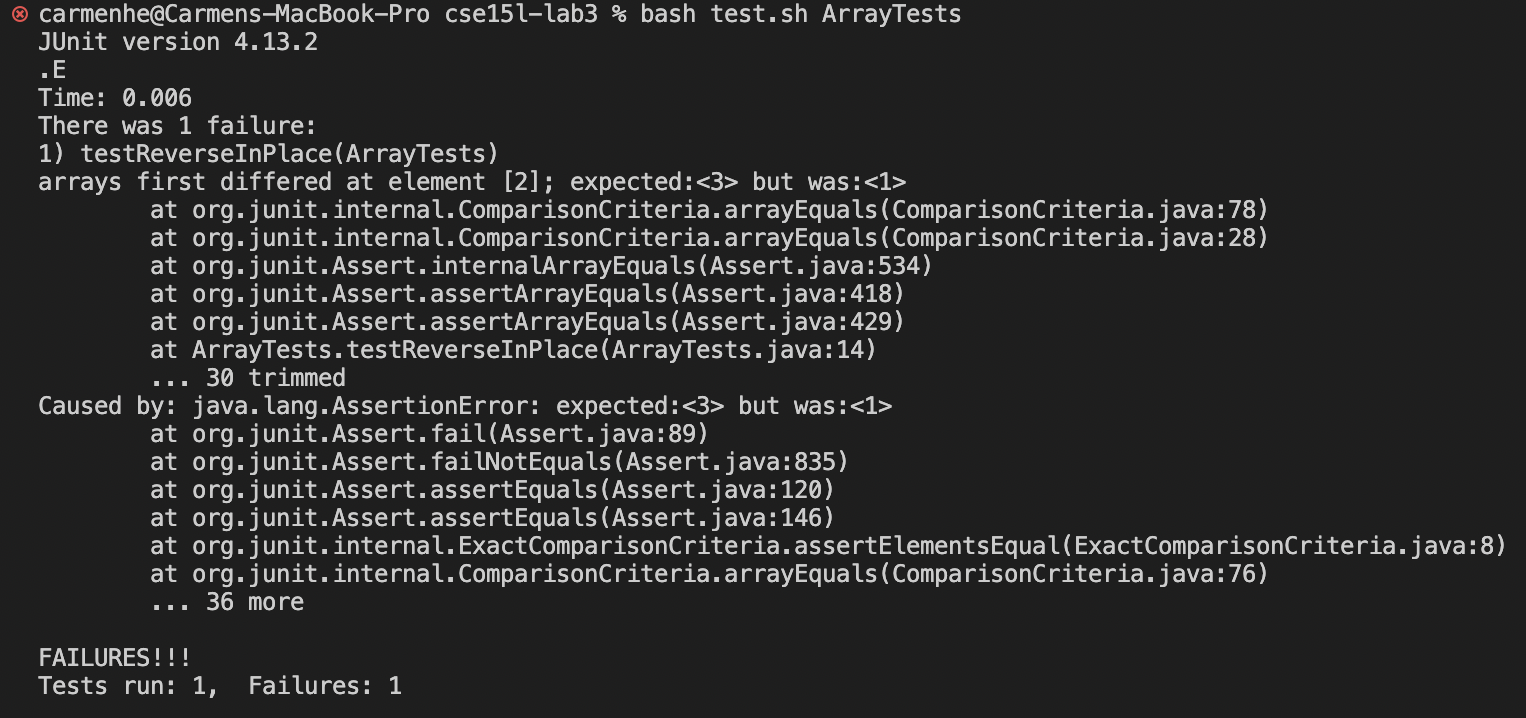 carmenhe@Carmens-MacBook-Pro cse15l-lab3 % bash test.sh ArrayTests
JUnit version 4.13.2
.E
Time: 0.006
There was 1 failure:
1) testReverseInPlace(ArrayTests)
arrays first differed at element [2]; expected:<3> but was:<1>
        at org.junit.internal.ComparisonCriteria.arrayEquals(ComparisonCriteria.java:78)
        at org.junit.internal.ComparisonCriteria.arrayEquals(ComparisonCriteria.java:28)
        at org.junit.Assert.internalArrayEquals(Assert.java:534)
        at org.junit.Assert.assertArrayEquals(Assert.java:418)
        at org.junit.Assert.assertArrayEquals(Assert.java:429)
        at ArrayTests.testReverseInPlace(ArrayTests.java:14)
        ... 30 trimmed
Caused by: java.lang.AssertionError: expected:<3> but was:<1>
        at org.junit.Assert.fail(Assert.java:89)
        at org.junit.Assert.failNotEquals(Assert.java:835)
        at org.junit.Assert.assertEquals(Assert.java:120)
        at org.junit.Assert.assertEquals(Assert.java:146)
        at org.junit.internal.ExactComparisonCriteria.assertElementsEqual(ExactComparisonCriteria.java:8)
        at org.junit.internal.ComparisonCriteria.arrayEquals(ComparisonCriteria.java:76)
        ... 36 more

FAILURES!!!
Tests run: 1,  Failures: 1